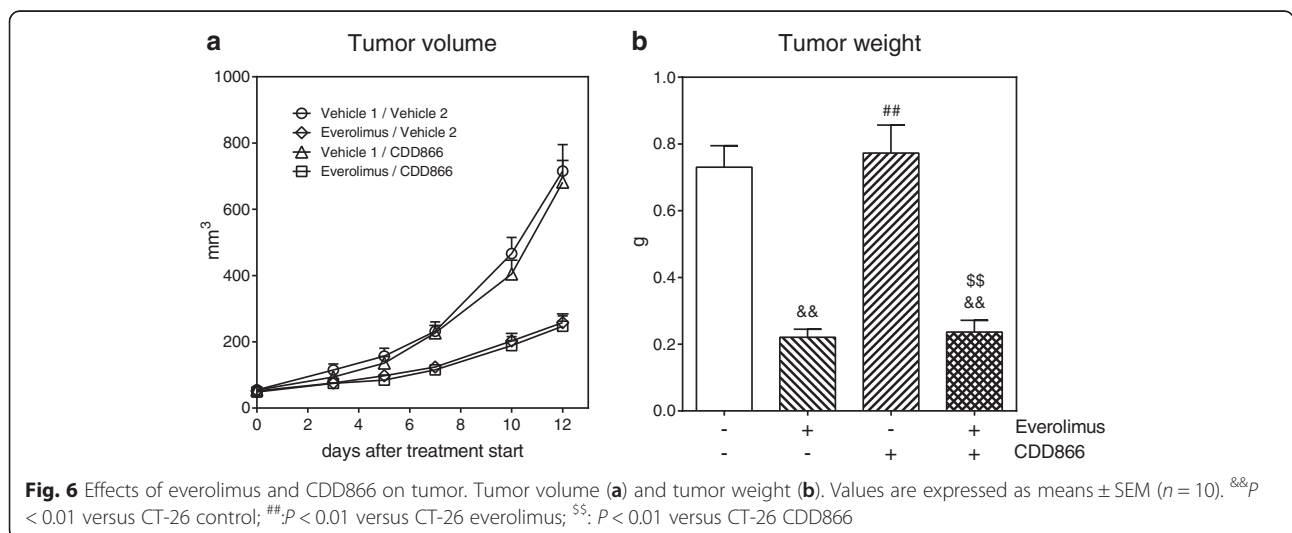 a Tumor volume
1000
800
600
400
200
0
mm³
Vehicle 1 / Vehicle 2
Everolimus / Vehicle 2
Vehicle 1 / CDD866
Everolimus / CDD866
0 2 4 6 8 10 12
days after treatment start
b Tumor weight
1.0
0.8
0.6
0.4
0.2
0.0
g
&&
##
$$
&&
- + - + Everolimus
- - + + CDD866
Fig. 6 Effects of everolimus and CDD866 on tumor. Tumor volume (a) and tumor weight (b). Values are expressed as means ± SEM (n = 10). &&P
< 0.01 versus CT-26 control; ##:P < 0.01 versus CT-26 everolimus; $$: P < 0.01 versus CT-26 CDD866